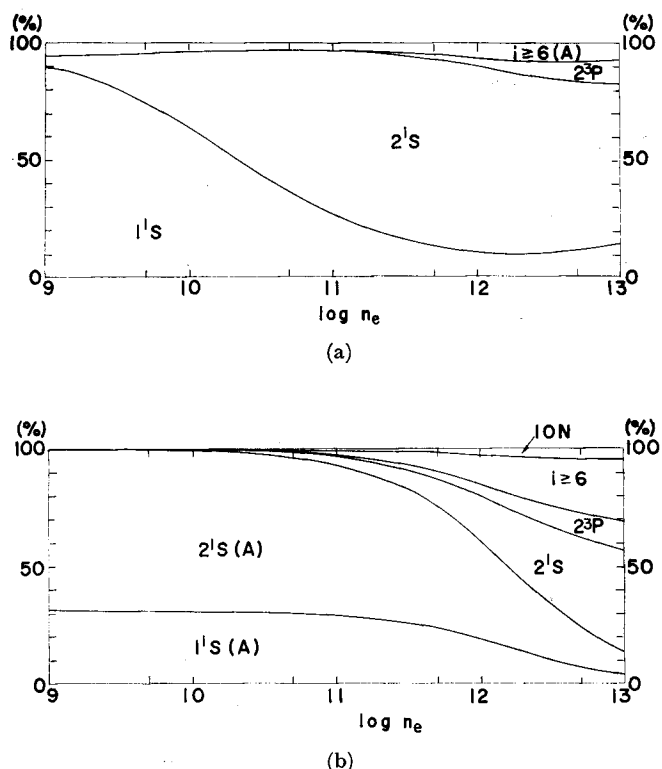 (%) (%)
100 100
i≥6(A)
2³P
2¹S
50 50
1¹S
0 0
9 10 11 12 13
log nₑ
(a)
(%) (%)
ION
100 100
i≥6
2³P
2¹S(A)
2¹S
50 50
1¹S(A)
0 0
9 10 11 12 13
log nₑ
(b)